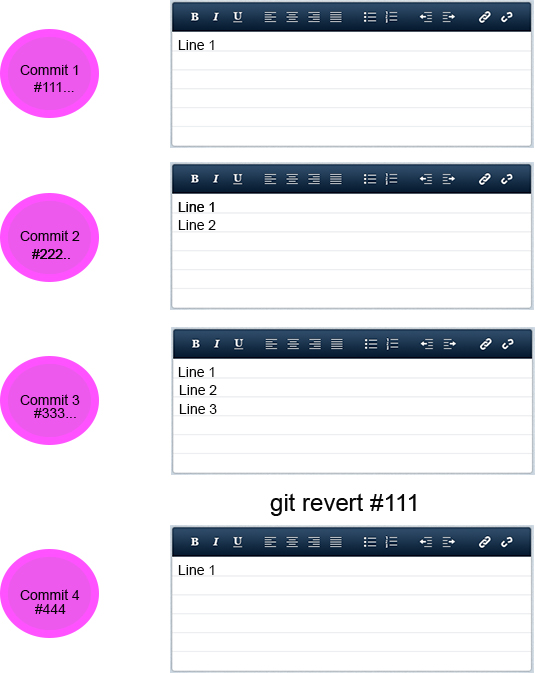 B I U
Line 1
Commit 1
#111...
B I U
Line 1
Line 2
Commit 2
#222..
B I U
Line 1
Line 2
Line 3
Commit 3
#333...
git revert #111
B I U
Line 1
Commit 4
#444